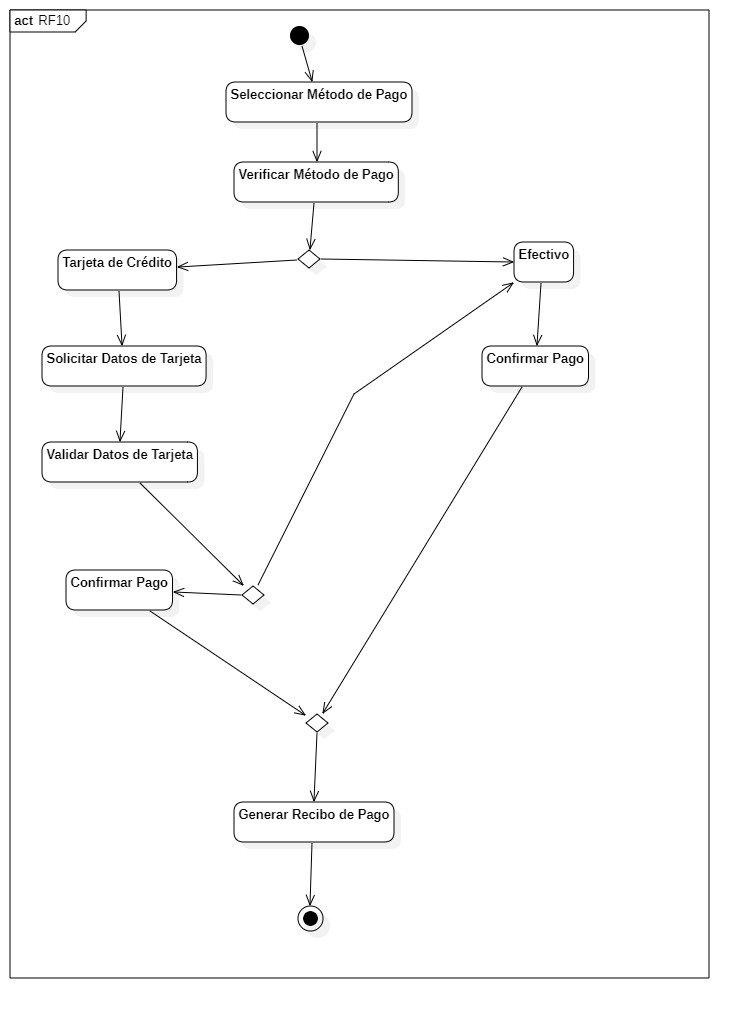 act RF10
Seleccionar Método de Pago
Verificar Método de Pago
Tarjeta de Crédito
Efectivo
Solicitar Datos de Tarjeta
Confirmar Pago
Validar Datos de Tarjeta
Confirmar Pago
Generar Recibo de Pago